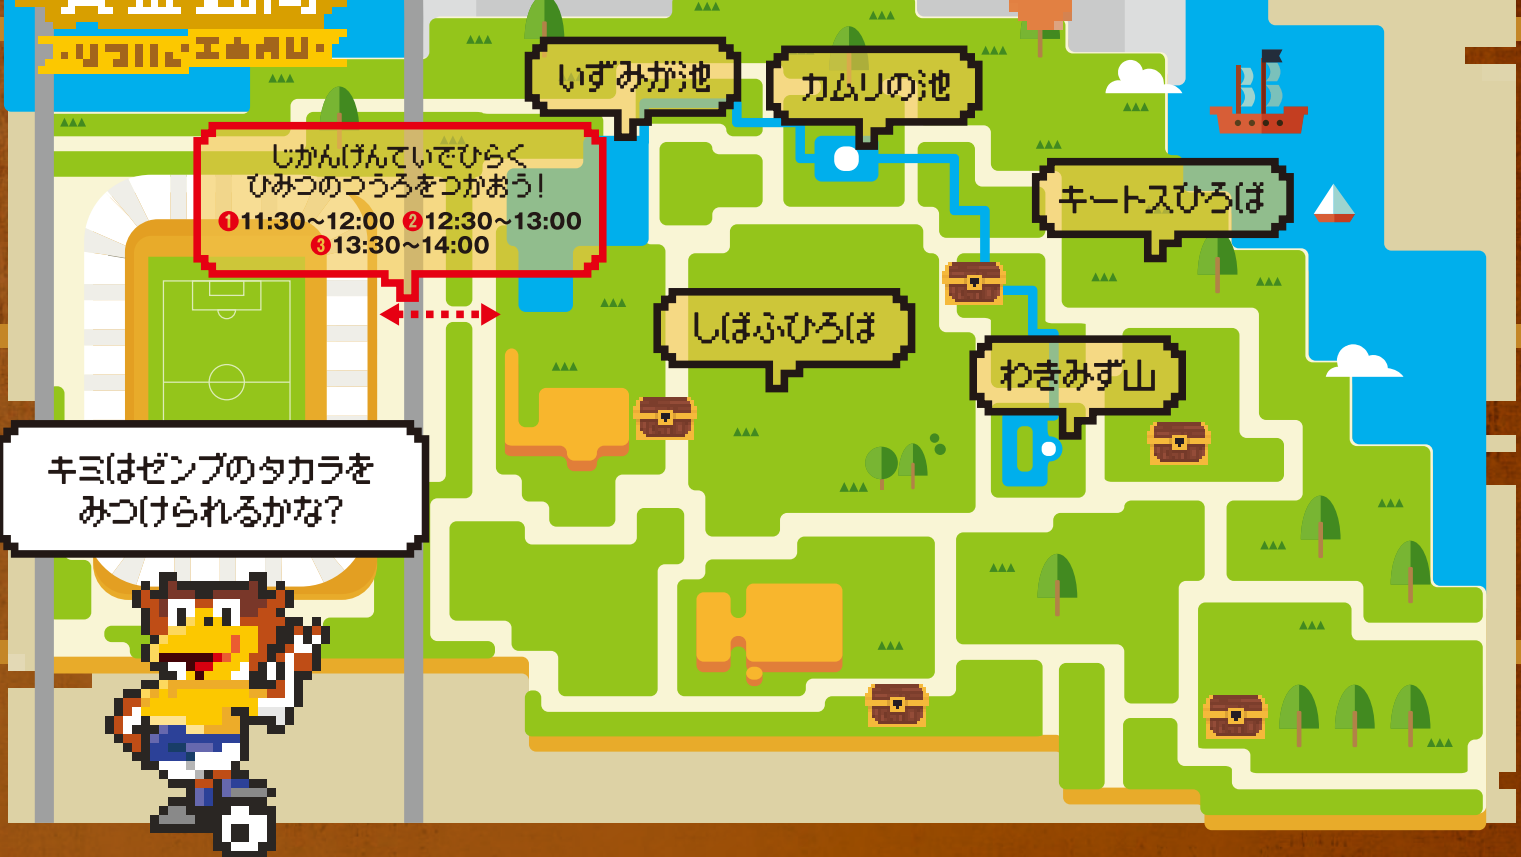 いずみが池
カムリの池
じかんげんていでひらく
ひみつのつうろをつかおう!
❶11:30~12:00 ❷12:30~13:00
❸13:30~14:00
キートスひろば
しばふひろば
わきみず山
キミはゼンブのタカラを
みつけられるかな?